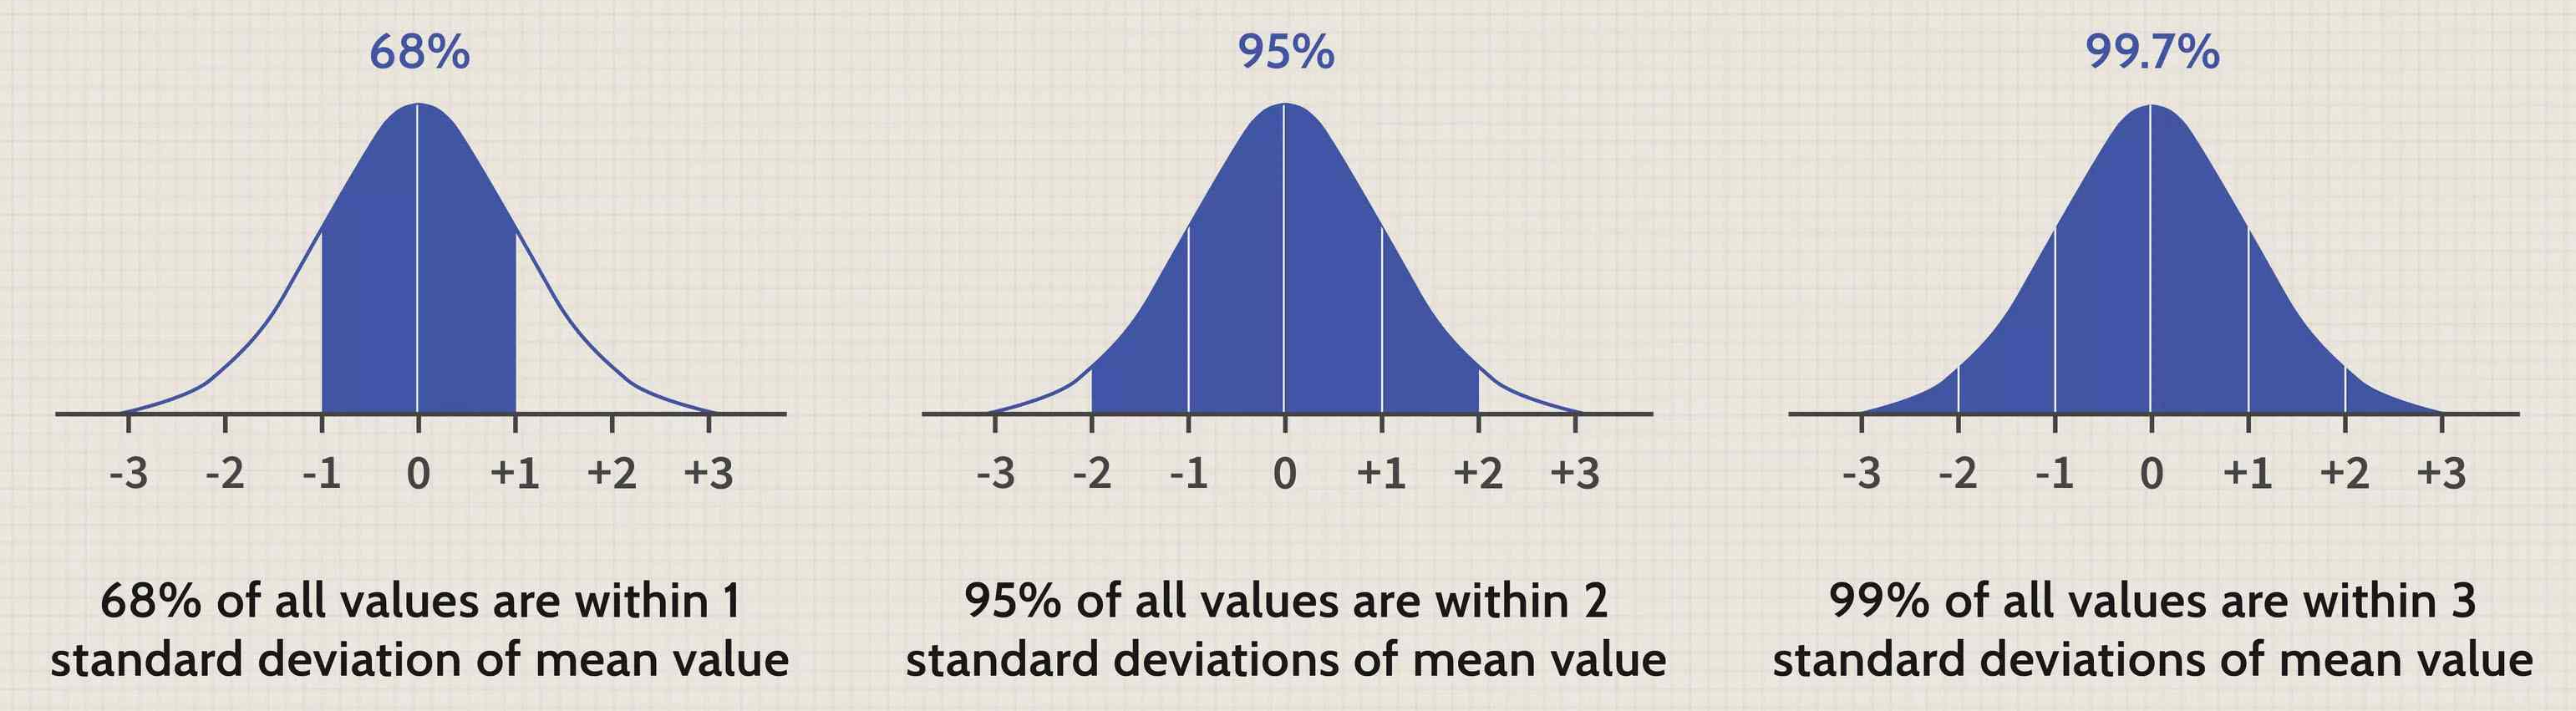 68%
-3 -2 -1 0 +1 +2 +3
68% of all values are within 1
standard deviation of mean value
95%
-3 -2 -1 0 +1 +2 +3
95% of all values are within 2
standard deviations of mean value
99.7%
-3 -2 -1 0 +1 +2 +3
99% of all values are within 3
standard deviations of mean value